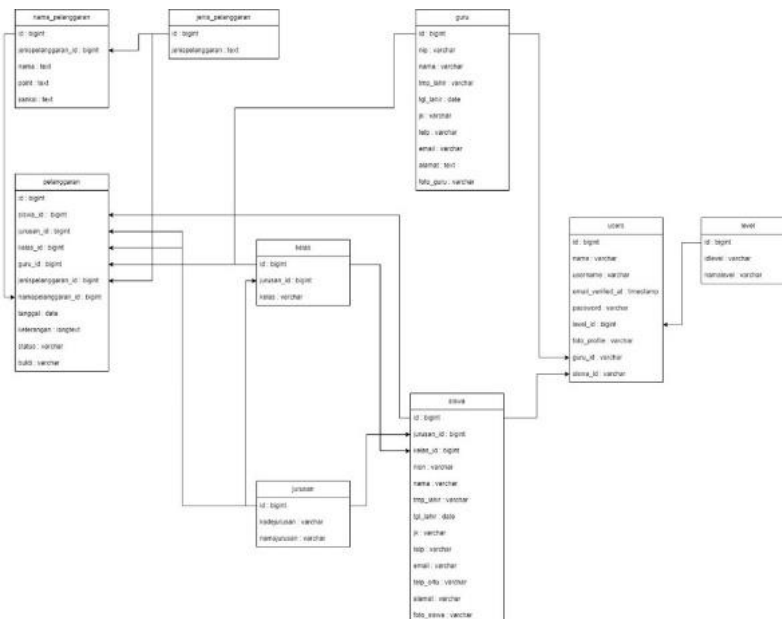 nama_pelanggaran
id : bigint
jenispelanggaran_id : bigint
nama : text
point : text
sanksi : text
jenis_pelanggaran
id : bigint
jenispelanggaran : text
guru
id : bigint
nip : varchar
nama : varchar
tmp_lahir : varchar
tgl_lahir : date
jk : varchar
telp : varchar
email : varchar
alamat : text
foto_guru : varchar
pelanggaran
id : bigint
siswa_id : bigint
jurusan_id : bigint
kelas_id : bigint
guru_id : bigint
jenispelanggaran_id : bigint
namapelanggaran_id : bigint
tanggal : date
keterangan : longtext
status : varchar
bukti : varchar
kelas
id : bigint
jurusan_id : bigint
kelas : varchar
users
id : bigint
name : varchar
username : varchar
email_verified_at : timestamp
password : varchar
level_id : bigint
foto_profile : varchar
guru_id : varchar
siswa_id : varchar
level
id : bigint
idlevel : varchar
namalevel : varchar
siswa
id : bigint
jurusan_id : bigint
kelas_id : bigint
nisn : varchar
nama : varchar
tmp_lahir : varchar
tgl_lahir : date
jk : varchar
telp : varchar
email : varchar
telp_ortu : varchar
alamat : varchar
foto_siswa : varchar
jurusan
id : bigint
kodejurusan : varchar
namajurusan : varchar